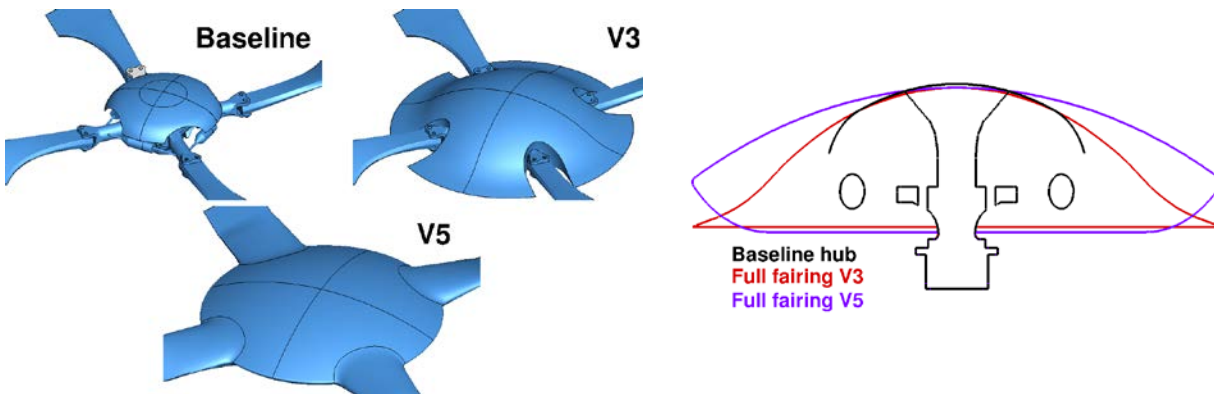 Baseline
V3
V5
Baseline hub
Full fairing V3
Full fairing V5